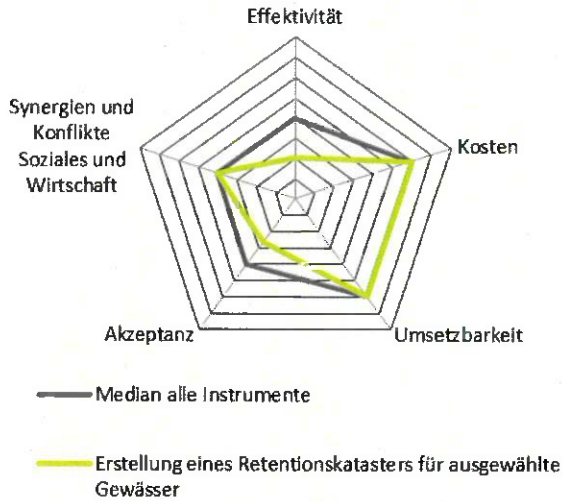 Effektivität
Synergien und
Konflikte
Soziales und
Wirtschaft
Kosten
Akzeptanz
Umsetzbarkeit
Median alle Instrumente
Erstellung eines Retentionskatasters für ausgewählte
Gewässer